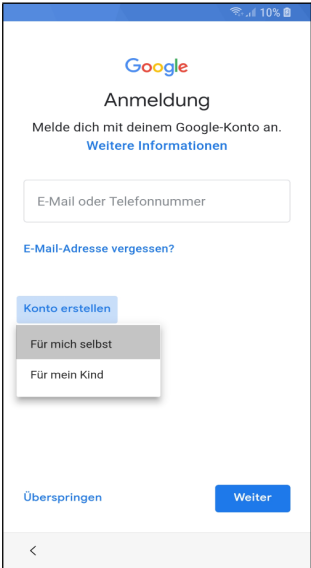 10%
Google
Anmeldung
Melde dich mit deinem Google-Konto an.
Weitere Informationen
E-Mail oder Telefonnummer
E-Mail-Adresse vergessen?
Konto erstellen
Für mich selbst
Für mein Kind
Überspringen
Weiter